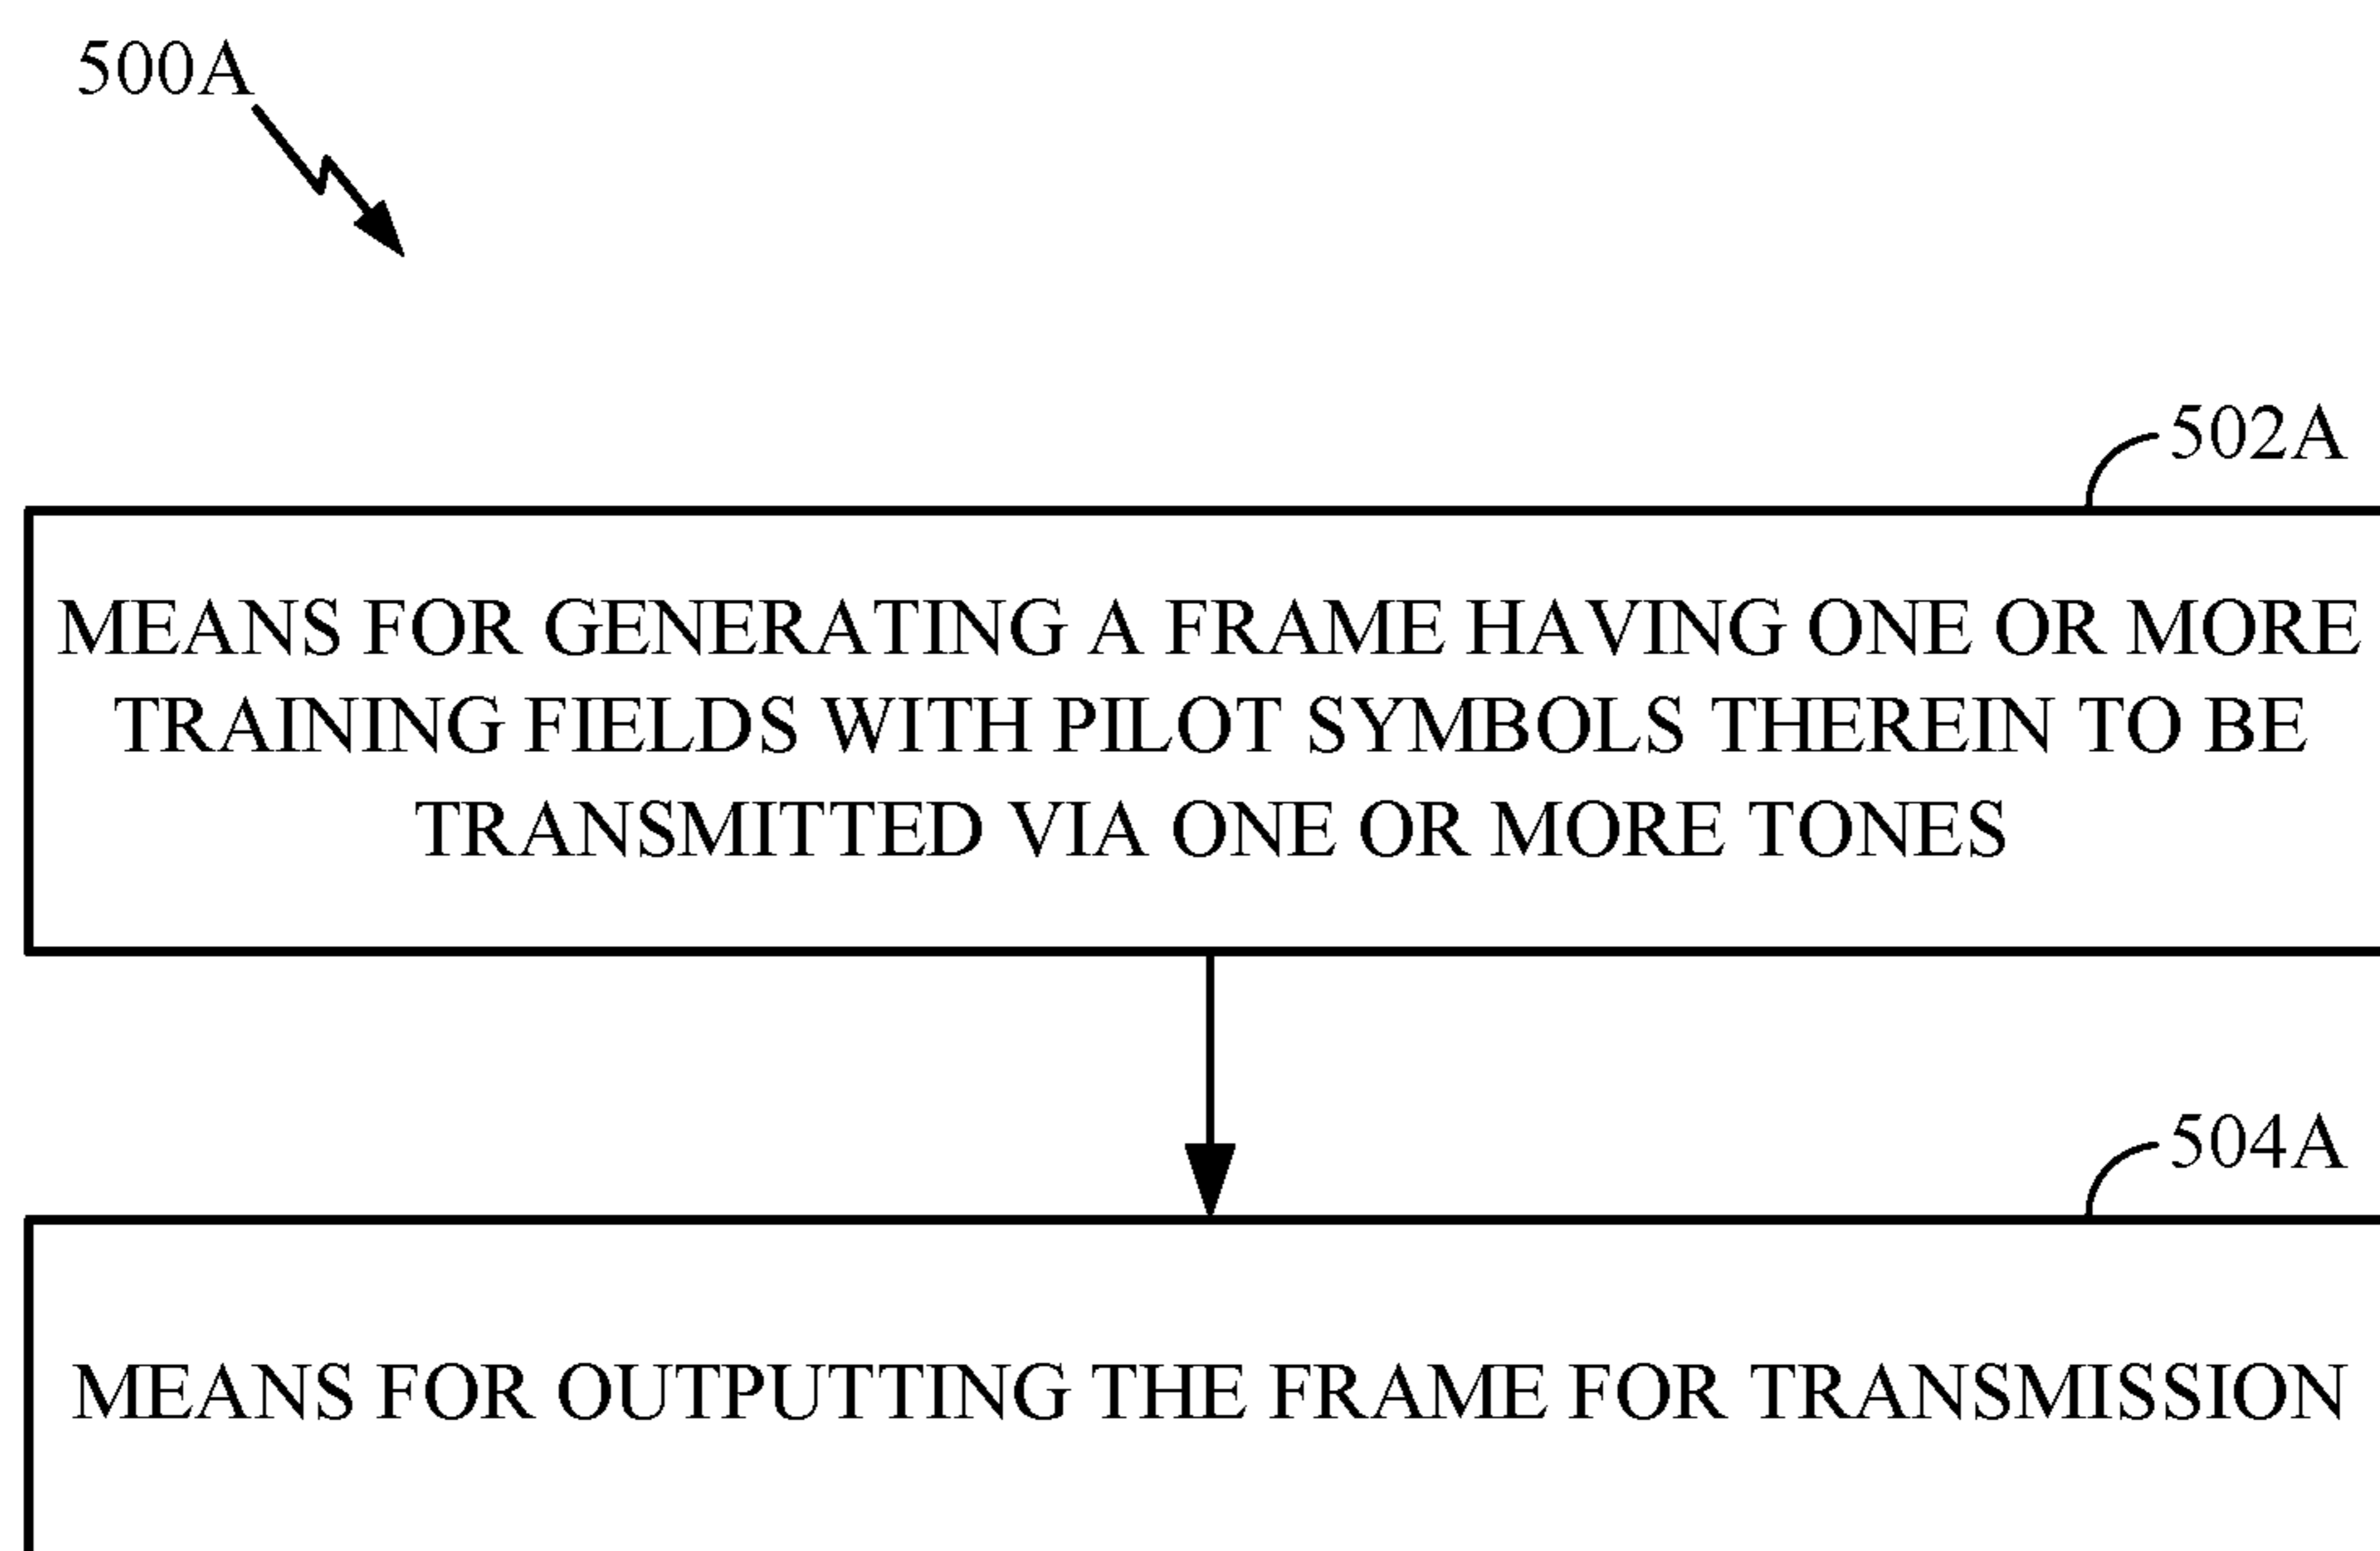 500A
502A
MEANS FOR GENERATING A FRAME HAVING ONE OR MORE
TRAINING FIELDS WITH PILOT SYMBOLS THEREIN TO BE
TRANSMITTED VIA ONE OR MORE TONES
504A
MEANS FOR OUTPUTTING THE FRAME FOR TRANSMISSION